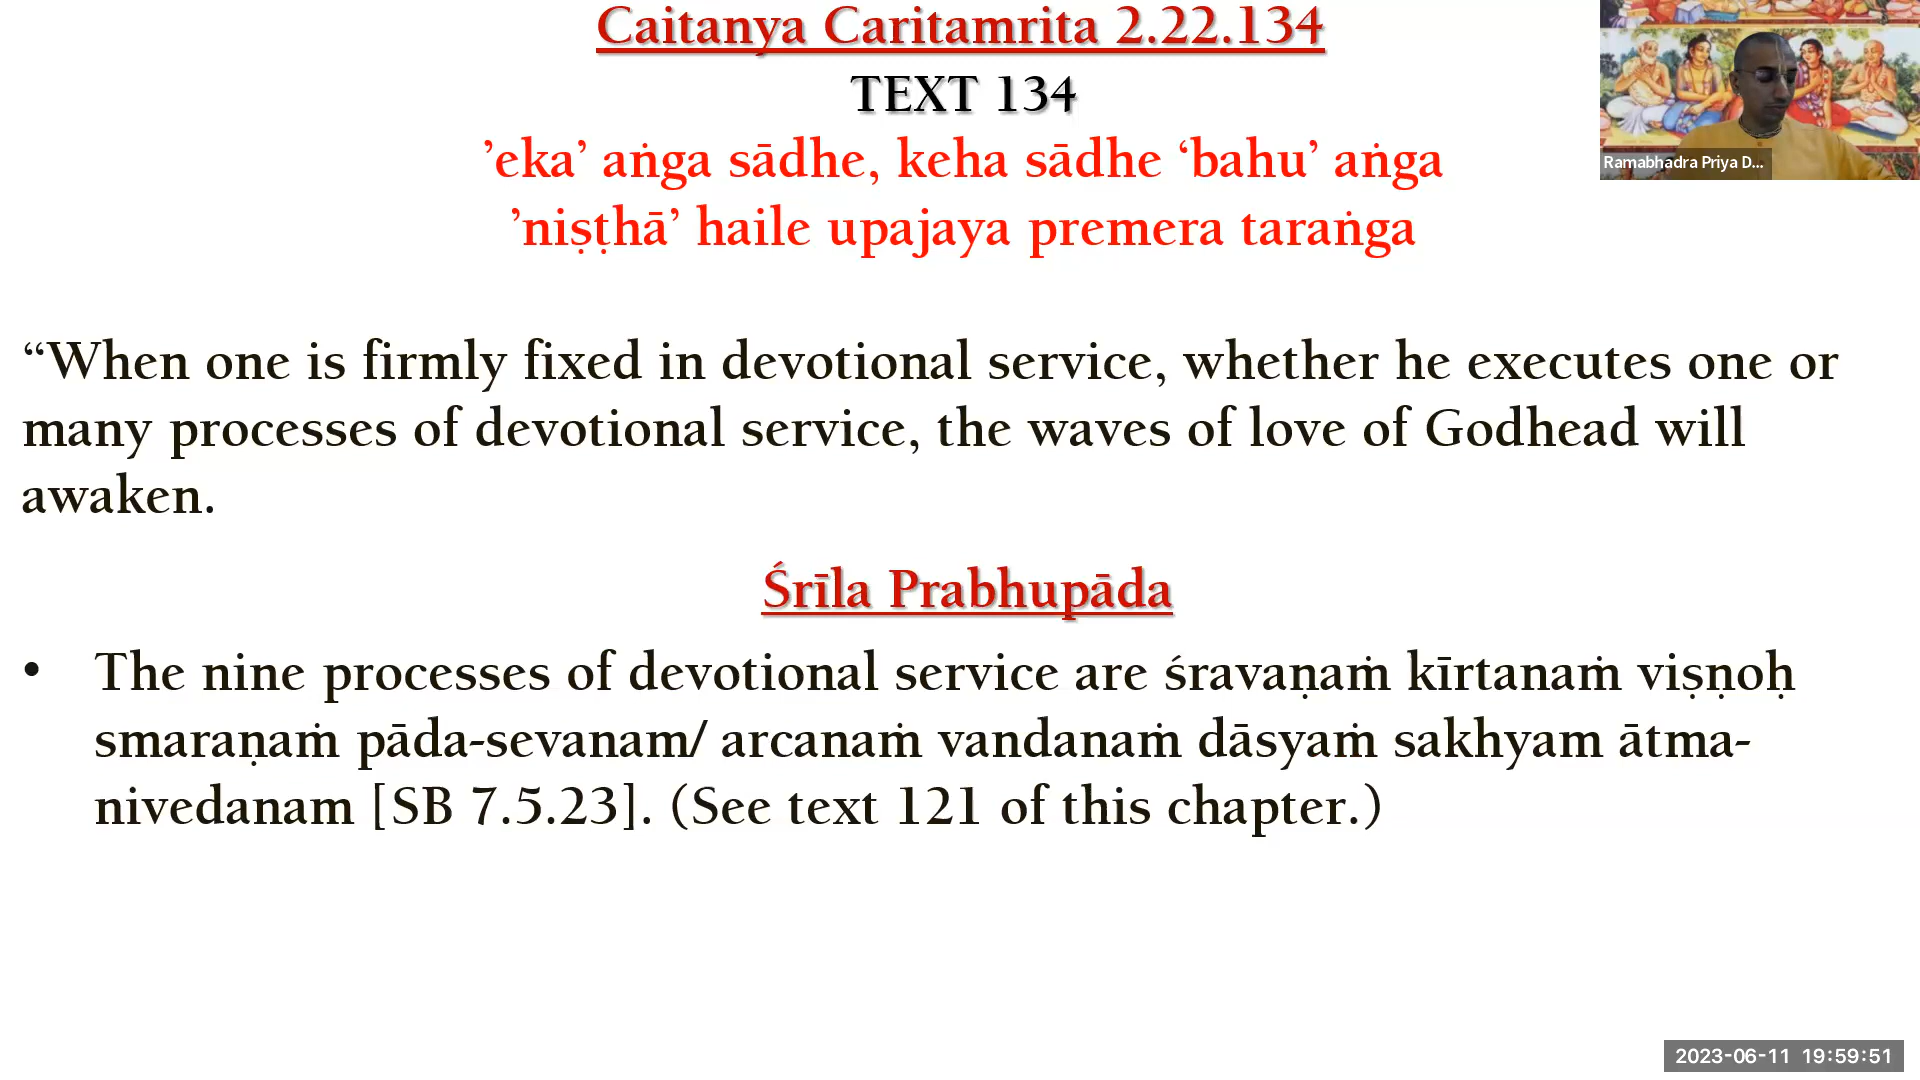 Caitanya Caritamrita 2.22.134
TEXT 134
’eka’ aṅga sādhe, keha sādhe ‘bahu’ aṅga
’niṣṭhā’ haile upajaya premera taraṅga
Ramabhadra Priya D...
“When one is firmly fixed in devotional service, whether he executes one or
many processes of devotional service, the waves of love of Godhead will
awaken.
Śrīla Prabhupāda
• The nine processes of devotional service are śravaṇaṁ kīrtanaṁ viṣṇoḥ
smaraṇaṁ pāda-sevanam/ arcanaṁ vandanaṁ dāsyaṁ sakhyam ātma-
nivedanam [SB 7.5.23]. (See text 121 of this chapter.)
2023-06-11 19:59:51